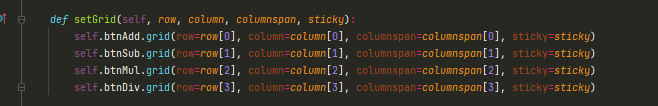 def setGrid(self, row, column, columnspan, sticky):
self.btnAdd.grid(row=row[0], column=column[0], columnspan=columnspan[0], sticky=sticky)
self.btnSub.grid(row=row[1], column=column[1], columnspan=columnspan[1], sticky=sticky)
self.btnMul.grid(row=row[2], column=column[2], columnspan=columnspan[2], sticky=sticky)
self.btnDiv.grid(row=row[3], column=column[3], columnspan=columnspan[3], sticky=sticky)